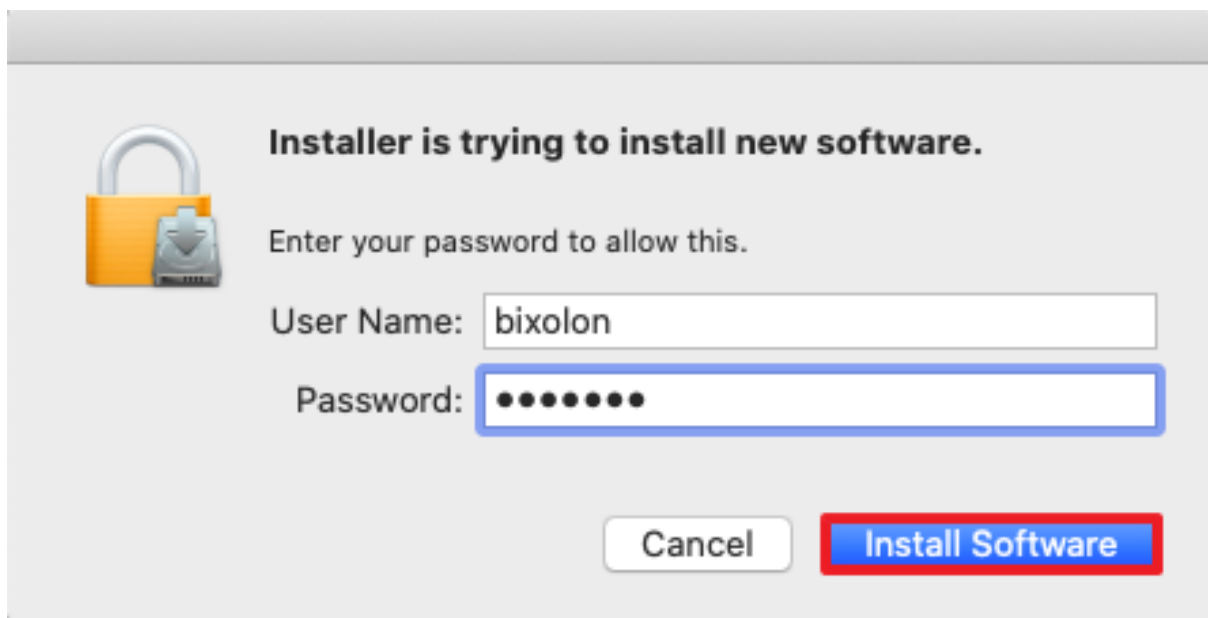 Installer is trying to install new software.
Enter your password to allow this.
User Name: bixolon
Password: •••••••
Cancel Install Software